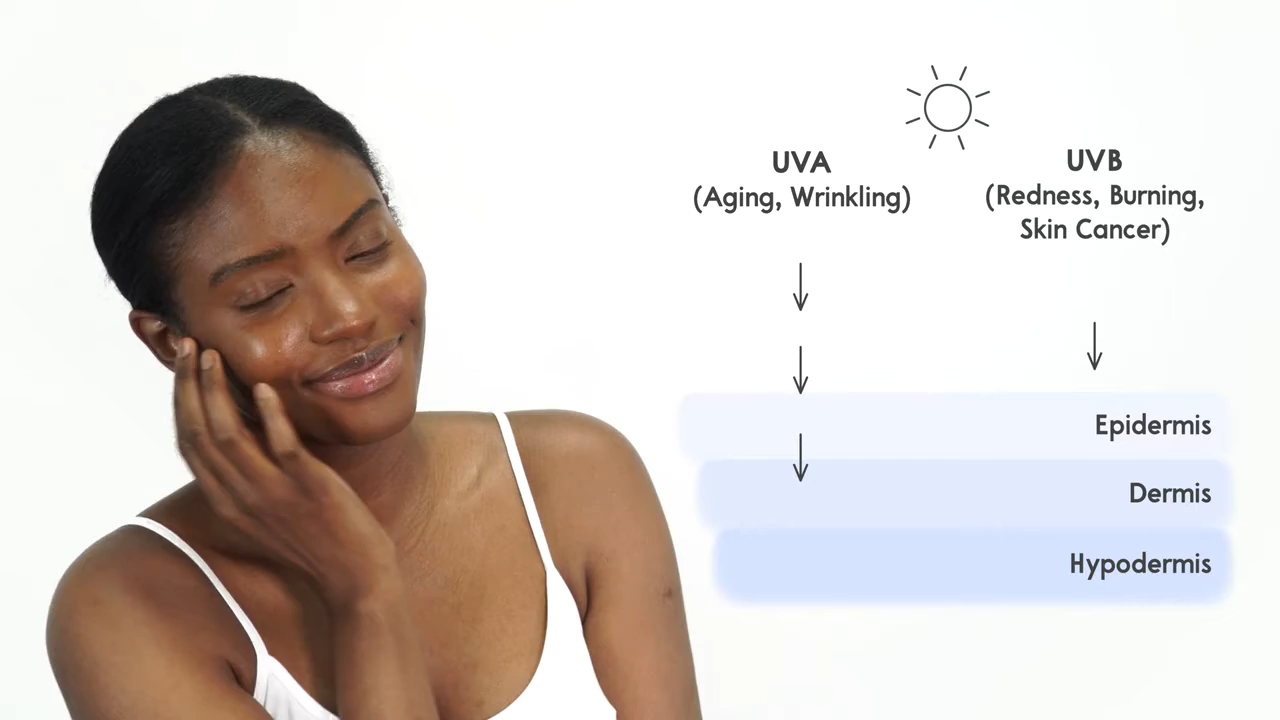 UVA
(Aging, Wrinkling)
UVB
(Redness, Burning,
Skin Cancer)
Epidermis
Dermis
Hypodermis